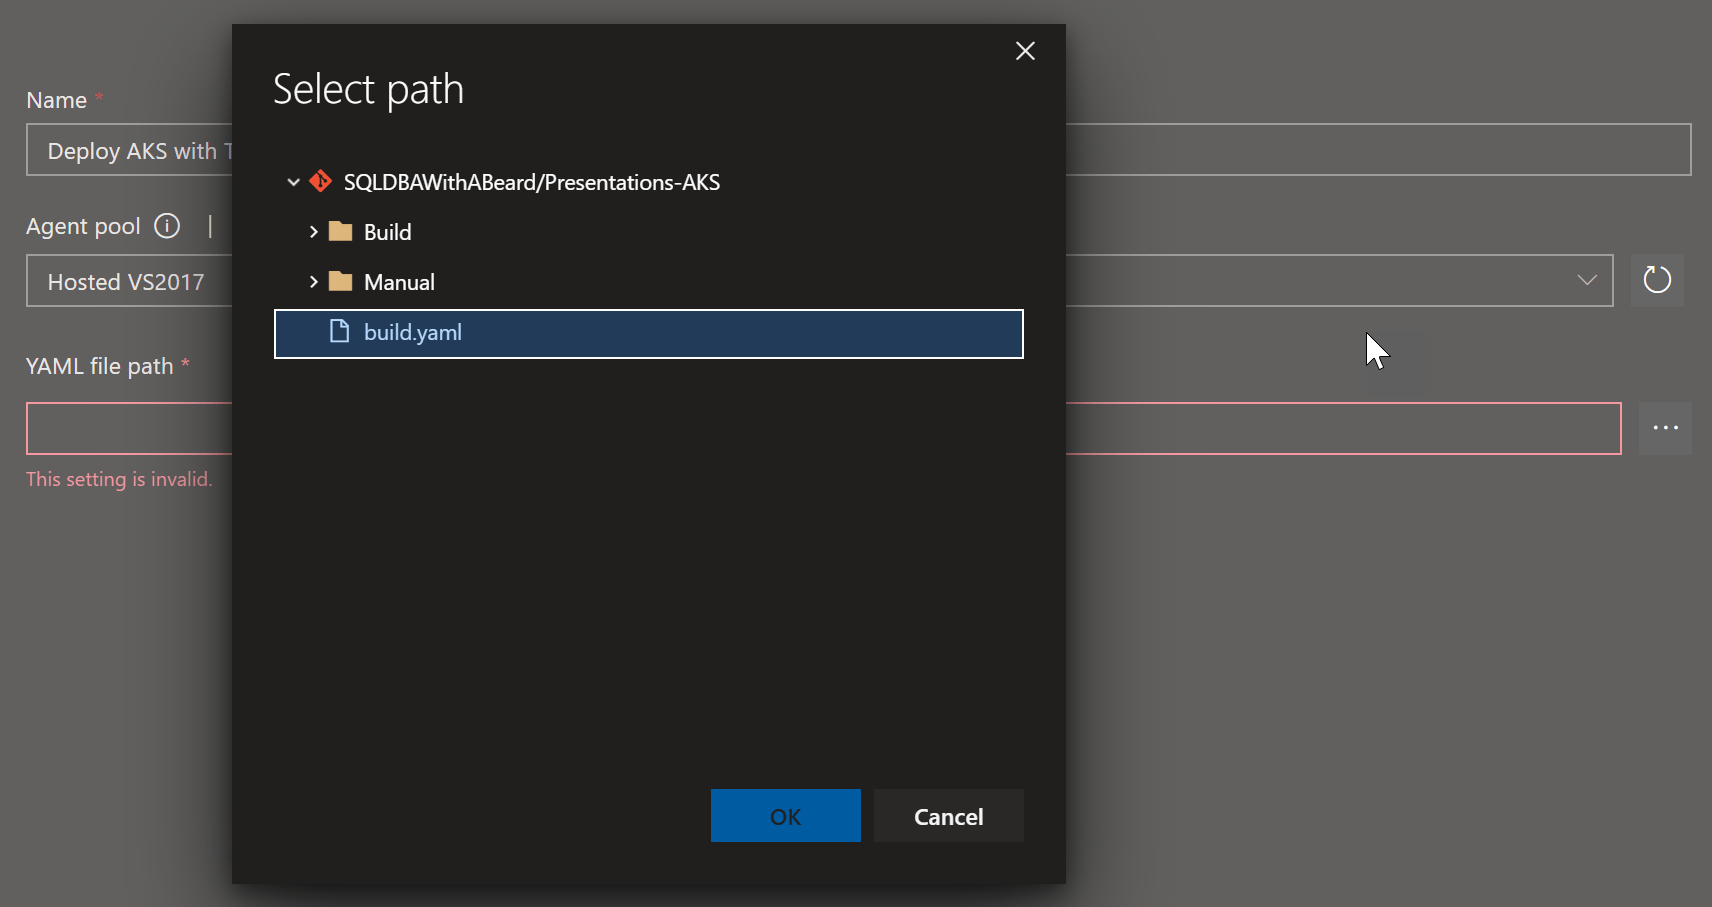 Select path
Name *
Deploy AKS with
Agent pool
Hosted VS2017
YAML file path *
This setting is invalid.
SQLDBAWithABeard/Presentations-AKS
Build
Manual
build.yaml
OK
Cancel